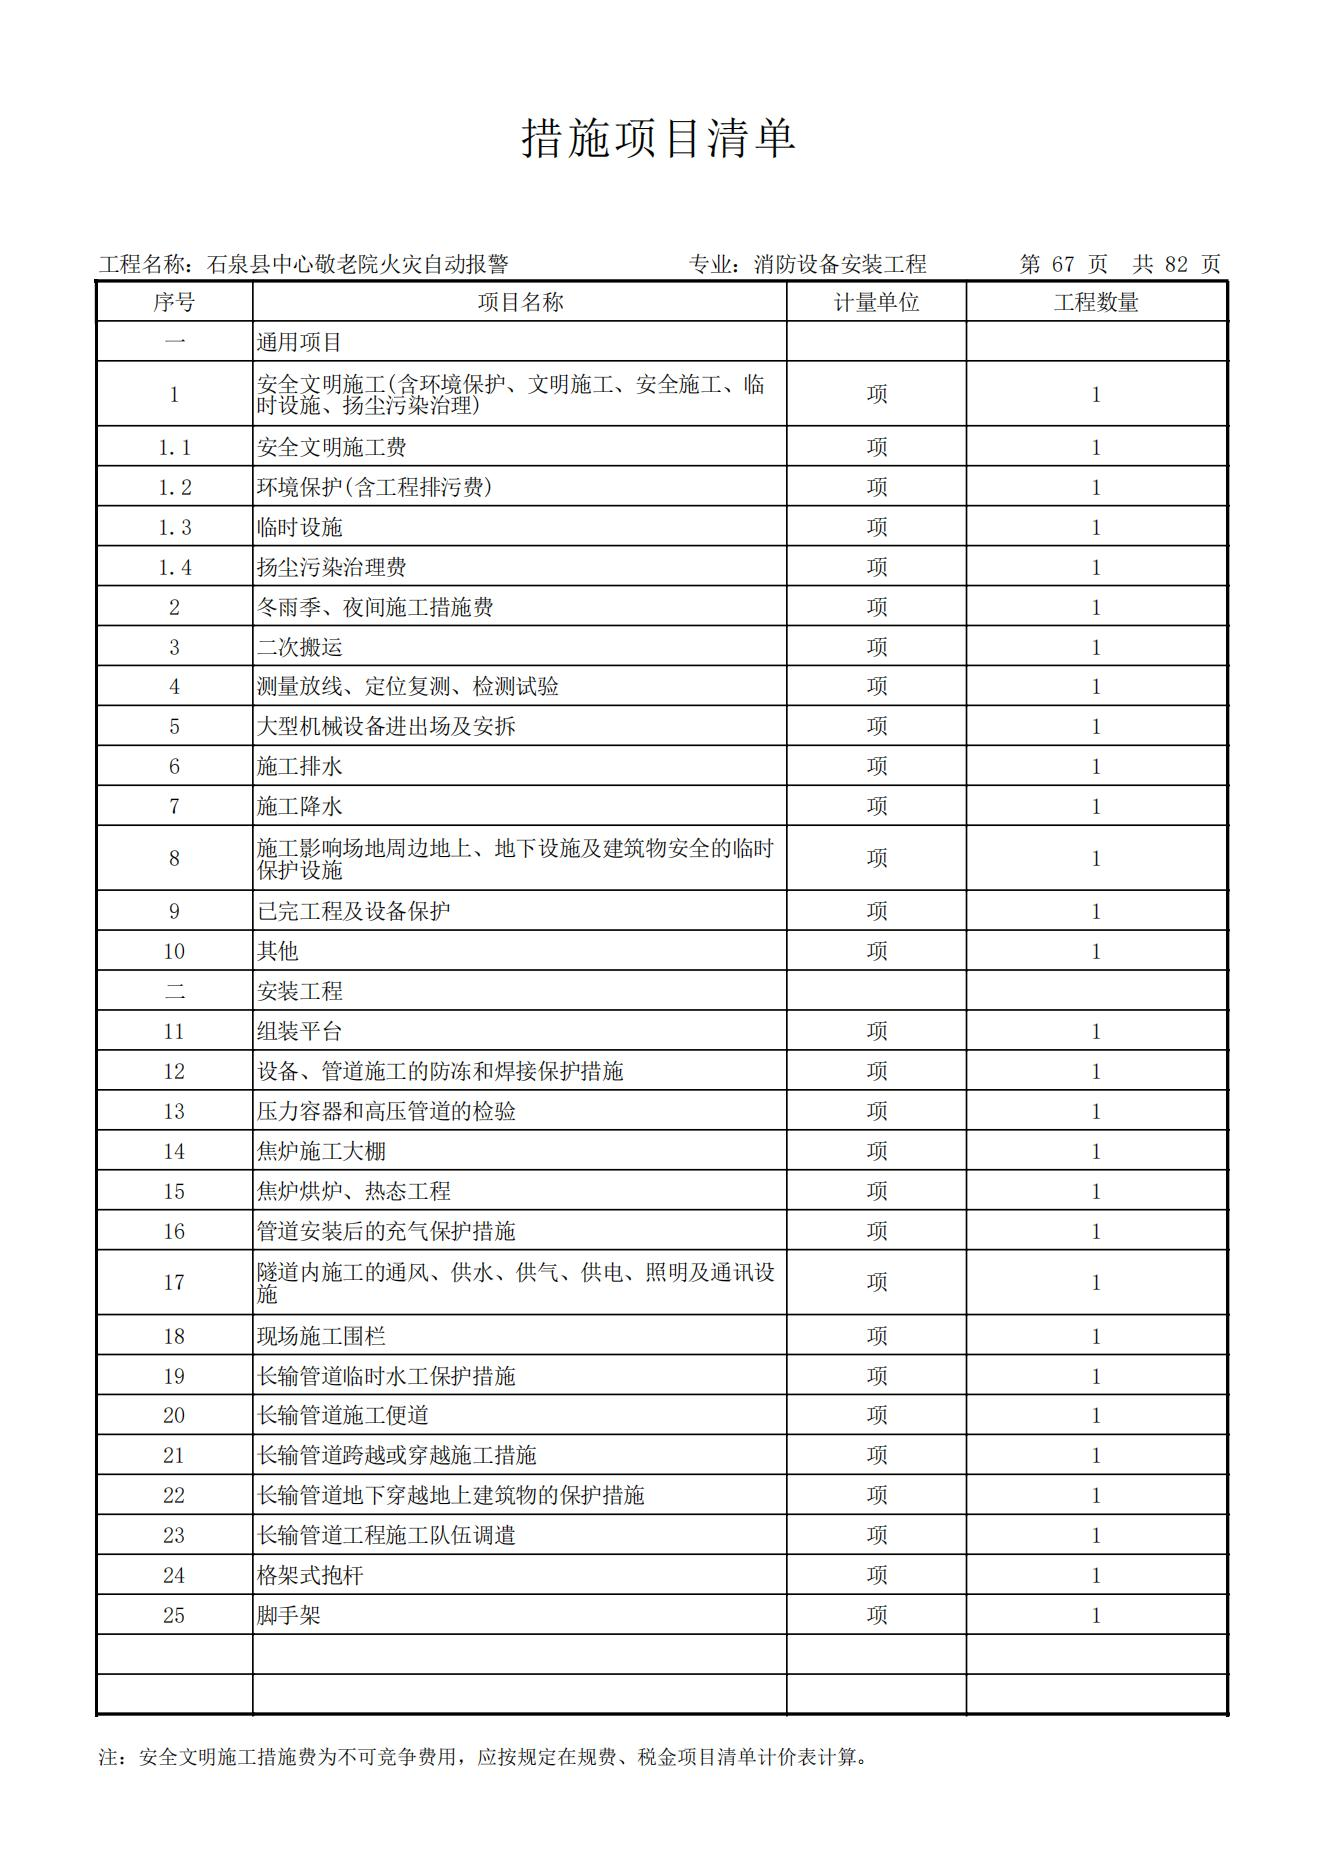 措施项目清单
工程名称：石泉县中心敬老院火灾自动报警 专业：消防设备安装工程 第 67 页 共 82 页
序号 项目名称 计量单位 工程数量
一 通用项目
1 安全文明施工(含环境保护、文明施工、安全施工、临
时设施、扬尘污染治理) 项 1
1.1 安全文明施工费 项 1
1.2 环境保护(含工程排污费) 项 1
1.3 临时设施 项 1
1.4 扬尘污染治理费 项 1
2 冬雨季、夜间施工措施费 项 1
3 二次搬运 项 1
4 测量放线、定位复测、检测试验 项 1
5 大型机械设备进出场及安拆 项 1
6 施工排水 项 1
7 施工降水 项 1
8 施工影响场地周边地上、地下设施及建筑物安全的临时
保护设施 项 1
9 已完工程及设备保护 项 1
10 其他 项 1
二 安装工程
11 组装平台 项 1
12 设备、管道施工的防冻和焊接保护措施 项 1
13 压力容器和高压管道的检验 项 1
14 焦炉施工大棚 项 1
15 焦炉烘炉、热态工程 项 1
16 管道安装后的充气保护措施 项 1
17 隧道内施工的通风、供水、供气、供电、照明及通讯设
施 项 1
18 现场施工围栏 项 1
19 长输管道临时水工保护措施 项 1
20 长输管道施工便道 项 1
21 长输管道跨越或穿越施工措施 项 1
22 长输管道地下穿越地上建筑物的保护措施 项 1
23 长输管道工程施工队伍调遣 项 1
24 格架式抱杆 项 1
25 脚手架 项 1
注：安全文明施工措施费为不可竞争费用，应按规定在规费、税金项目清单计价表计算。